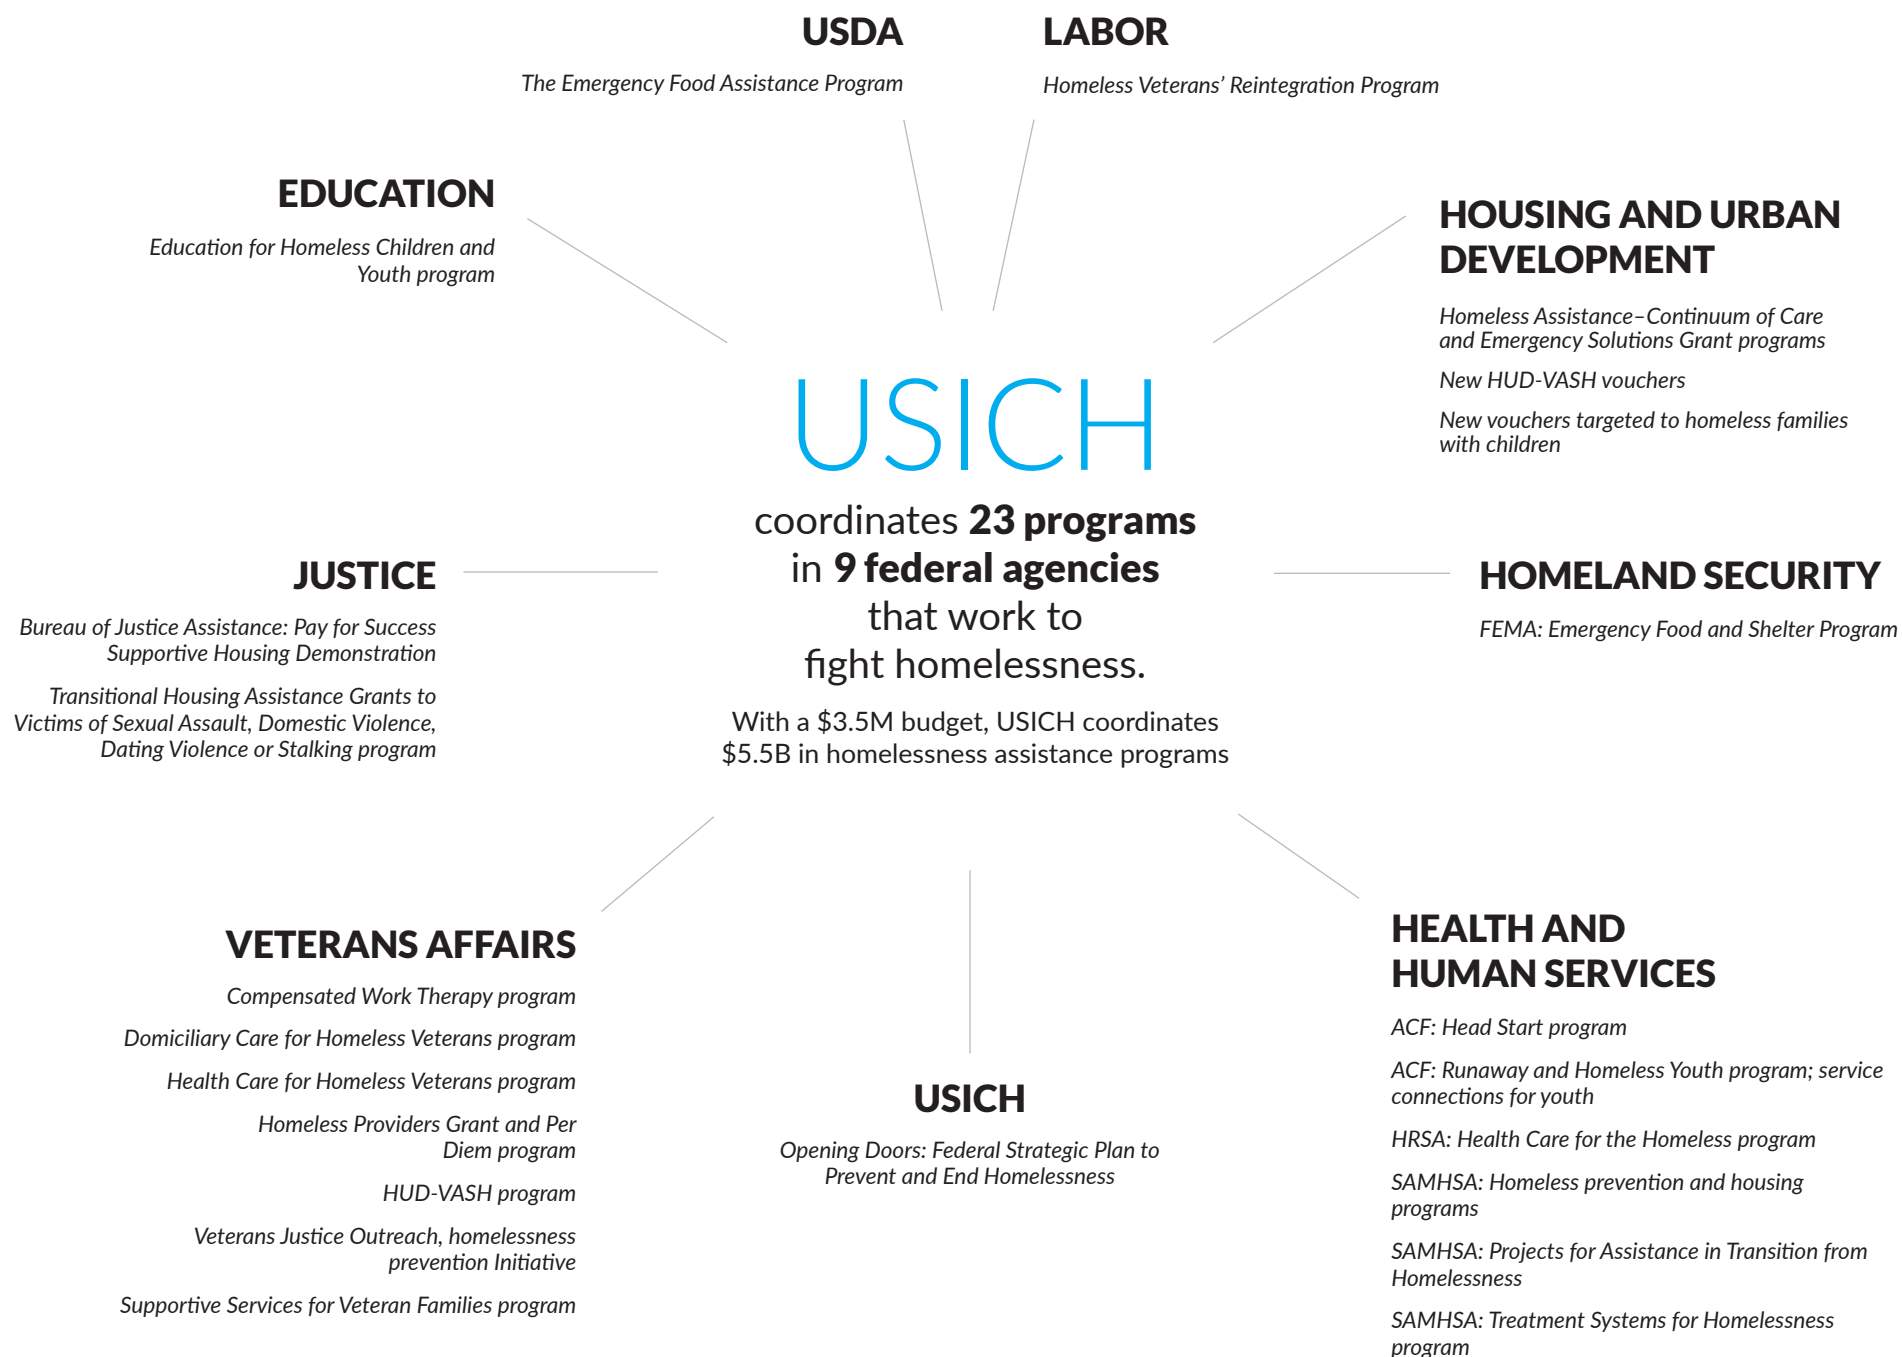 USDA
The Emergency Food Assistance Program
LABOR
Homeless Veterans’ Reintegration Program
EDUCATION
Education for Homeless Children and
Youth program
HOUSING AND URBAN
DEVELOPMENT
Homeless Assistance–Continuum of Care
and Emergency Solutions Grant programs
New HUD-VASH vouchers
New vouchers targeted to homeless families
with children
USICH
coordinates 23 programs
in 9 federal agencies
that work to
fight homelessness.
With a $3.5M budget, USICH coordinates
$5.5B in homelessness assistance programs
JUSTICE
Bureau of Justice Assistance: Pay for Success
Supportive Housing Demonstration
Transitional Housing Assistance Grants to
Victims of Sexual Assault, Domestic Violence,
Dating Violence or Stalking program
HOMELAND SECURITY
FEMA: Emergency Food and Shelter Program
VETERANS AFFAIRS
Compensated Work Therapy program
Domiciliary Care for Homeless Veterans program
Health Care for Homeless Veterans program
Homeless Providers Grant and Per
Diem program
HUD-VASH program
Veterans Justice Outreach, homelessness
prevention Initiative
Supportive Services for Veteran Families program
USICH
Opening Doors: Federal Strategic Plan to
Prevent and End Homelessness
HEALTH AND
HUMAN SERVICES
ACF: Head Start program
ACF: Runaway and Homeless Youth program; service
connections for youth
HRSA: Health Care for the Homeless program
SAMHSA: Homeless prevention and housing
programs
SAMHSA: Projects for Assistance in Transition from
Homelessness
SAMHSA: Treatment Systems for Homelessness
program